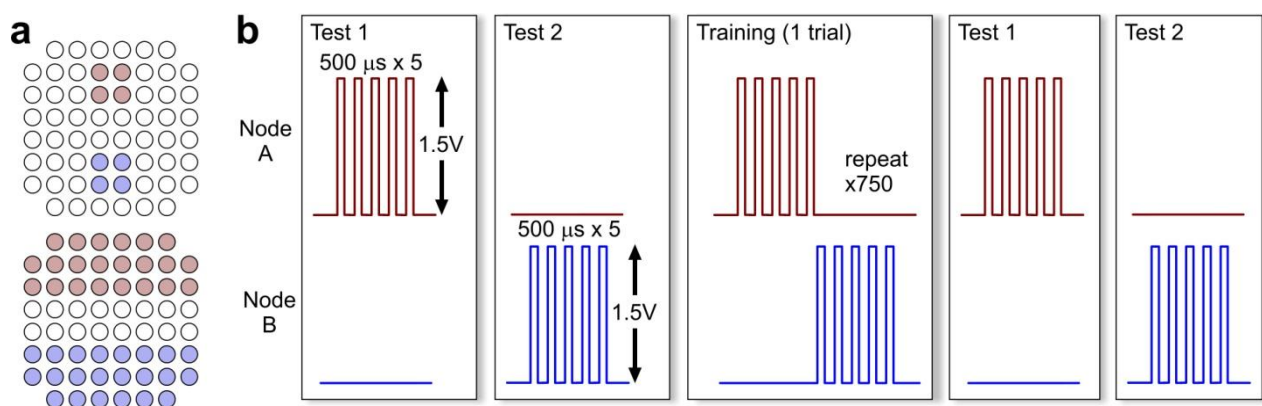 a
b
Test 1
500 μs x 5
1.5V
Test 2
500 μs x 5
1.5V
Training (1 trial)
repeat
x750
Test 1
Test 2
Node
A
Node
B